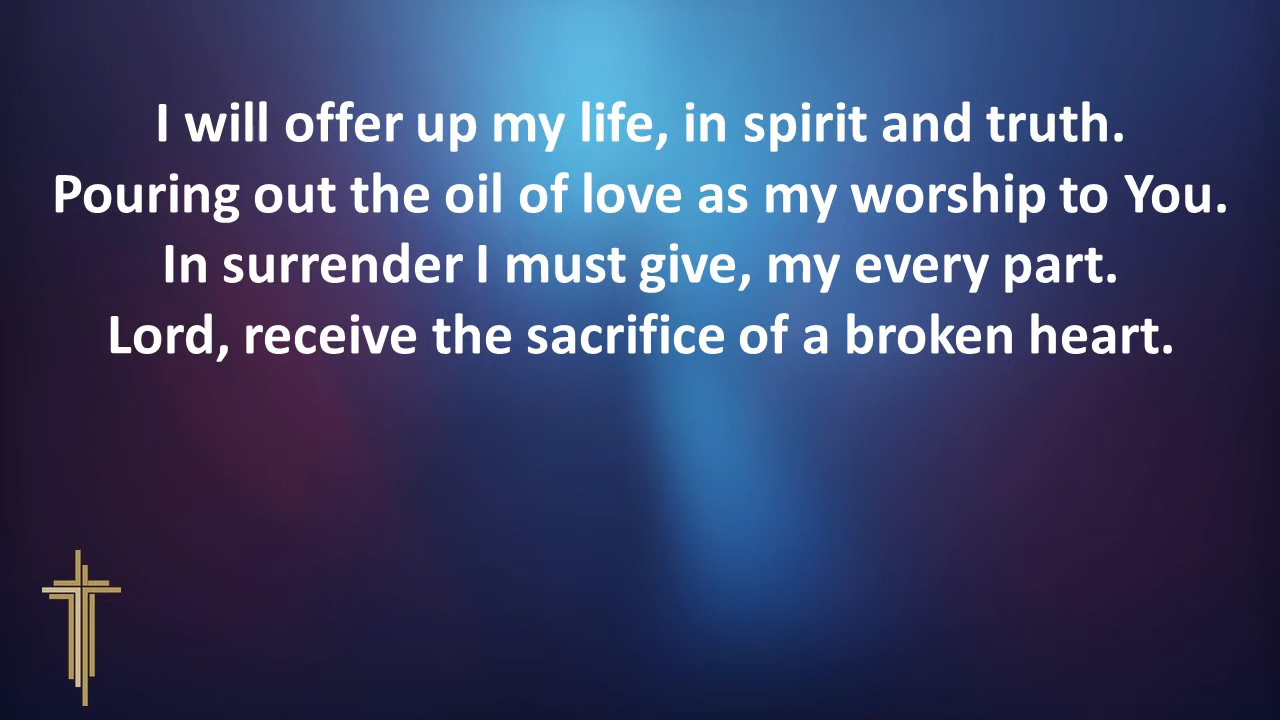 I will offer up my life, in spirit and truth.
Pouring out the oil of love as my worship to You.
In surrender I must give, my every part.
Lord, receive the sacrifice of a broken heart.